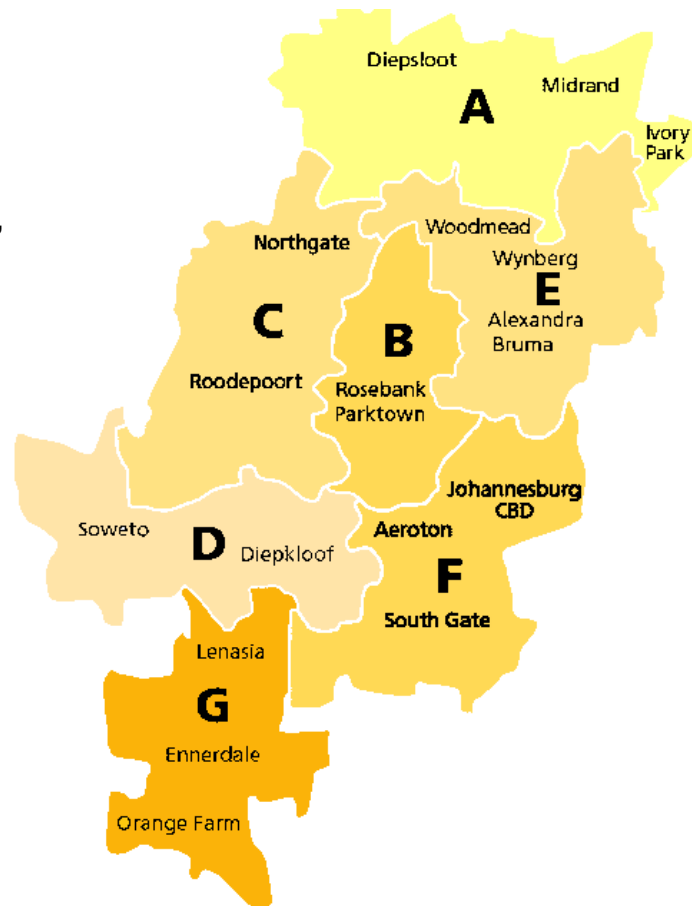 Diepsloot
Midrand
A
Ivory
Park
Woodmead
Northgate
Wynberg
E
C
Alexandra
B
Bruma
Roodepoort
Rosebank
Parktown
Johannesburg
CBD
Soweto
D
Diepkloof
Aeroton
F
South Gate
Lenasia
G
Ennerdale
Orange Farm